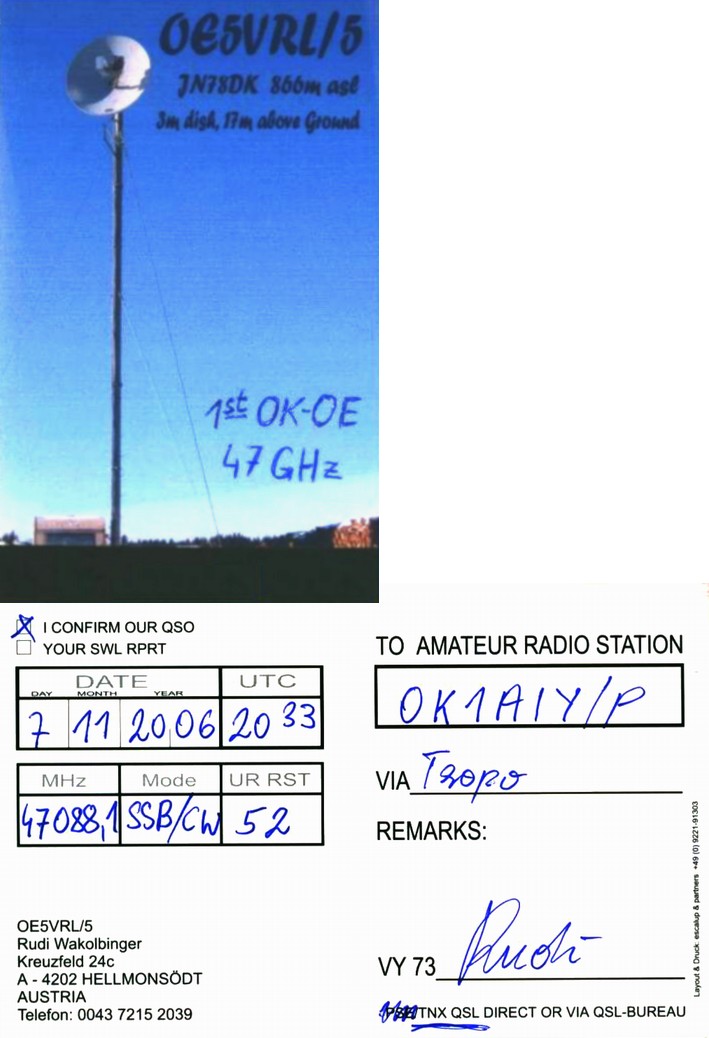 OE5VRL/5
JN78DK 866m asl
3m dish, 17m above Ground
1st OK-OE
47 GHz
I CONFIRM OUR QSO
YOUR SWL RPRT
DATE UTC
DAY MONTH YEAR
7 11 2006 20 33
MHz Mode UR RST
47088,1 SSB/CW 52
OE5VRL/5
Rudi Wakolbinger
Kreuzfeld 24c
A - 4202 HELLMONSÖDT
AUSTRIA
Telefon: 0043 7215 2039
TO AMATEUR RADIO STATION
OK1AIY/P
VIA Tropo
REMARKS:
VY 73 Rudi
TNX QSL DIRECT OR VIA QSL-BUREAU
Layout & Druck: escalup & partners +49 (0) 9221-91303